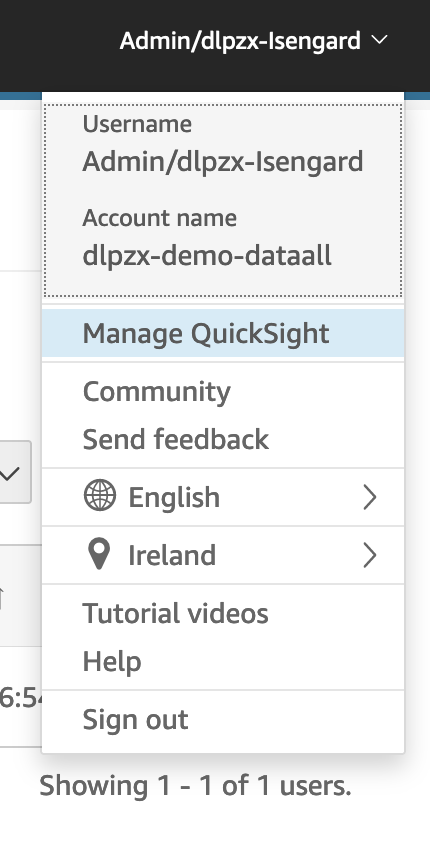 Admin/dlpzx-Isengard
Username
Admin/dlpzx-Isengard
Account name
dlpzx-demo-dataall
Manage QuickSight
Community
Send feedback
English
Ireland
Tutorial videos
Help
6:54
Sign out
Showing 1 - 1 of 1 users.